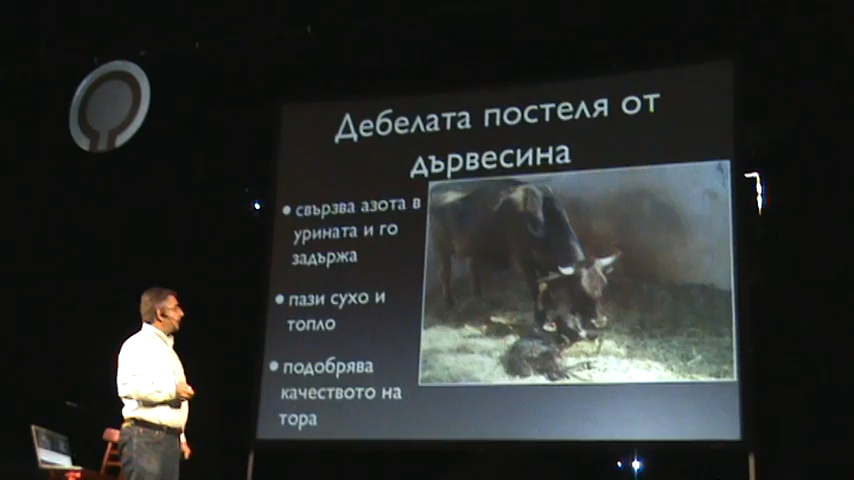 Дебелата постеля от
дървесина
свързва азота в
урината и го
задържа
пази сухо и
топло
подобрява
качеството на
тора